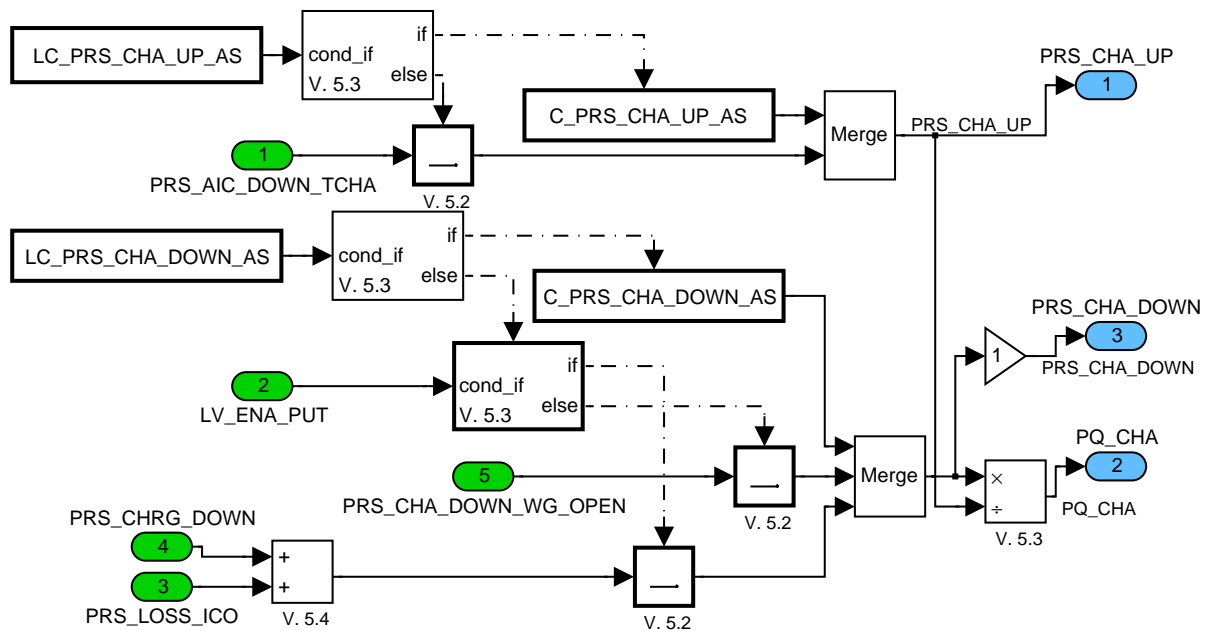 LC_PRS_CHA_UP_AS
cond_if
if
else
V. 5.3
C_PRS_CHA_UP_AS
Merge
PRS_CHA_UP
PRS_CHA_UP
1
1
PRS_AIC_DOWN_TCHA
V. 5.2
LC_PRS_CHA_DOWN_AS
cond_if
if
else
V. 5.3
C_PRS_CHA_DOWN_AS
PRS_CHA_DOWN
3
1
PRS_CHA_DOWN
2
LV_ENA_PUT
cond_if
if
else
V. 5.3
5
PRS_CHA_DOWN_WG_OPEN
V. 5.2
Merge
×
÷
V. 5.3
PQ_CHA
2
PQ_CHA
PRS_CHRG_DOWN
4
3
PRS_LOSS_ICO
+
+
V. 5.4
V. 5.2